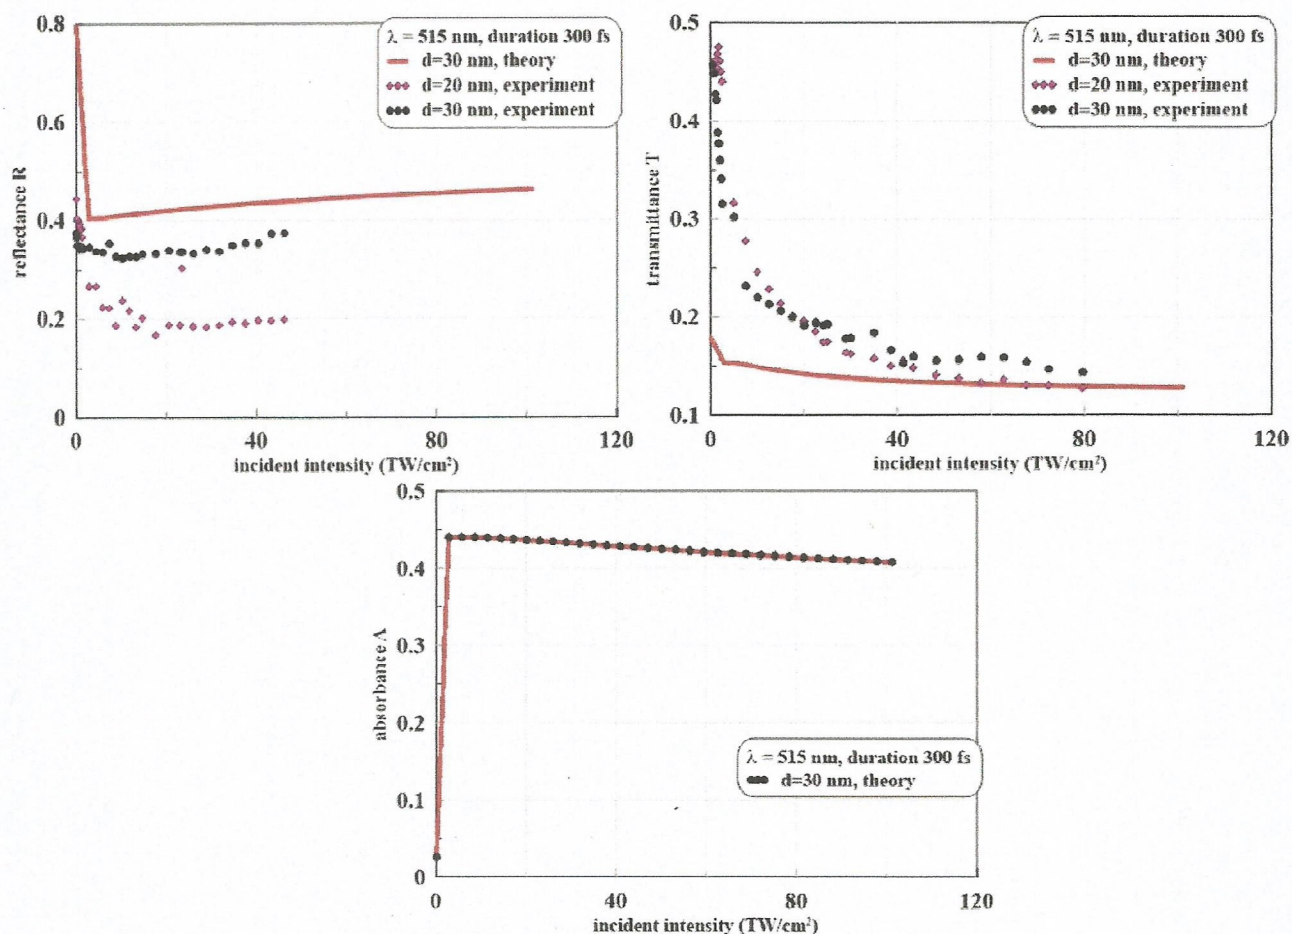 0.8
0.6
0.4
0.2
0
0
40
80
120
reflectance R
incident intensity (TW/cm²)
λ = 515 nm, duration 300 fs
d=30 nm, theory
d=20 nm, experiment
d=30 nm, experiment
0.5
0.4
0.3
0.2
0.1
0
40
80
120
transmittance T
incident intensity (TW/cm²)
λ = 515 nm, duration 300 fs
d=30 nm, theory
d=20 nm, experiment
d=30 nm, experiment
0.5
0.4
0.3
0.2
0.1
0
0
40
80
120
absorbance A
incident intensity (TW/cm²)
λ = 515 nm, duration 300 fs
d=30 nm, theory